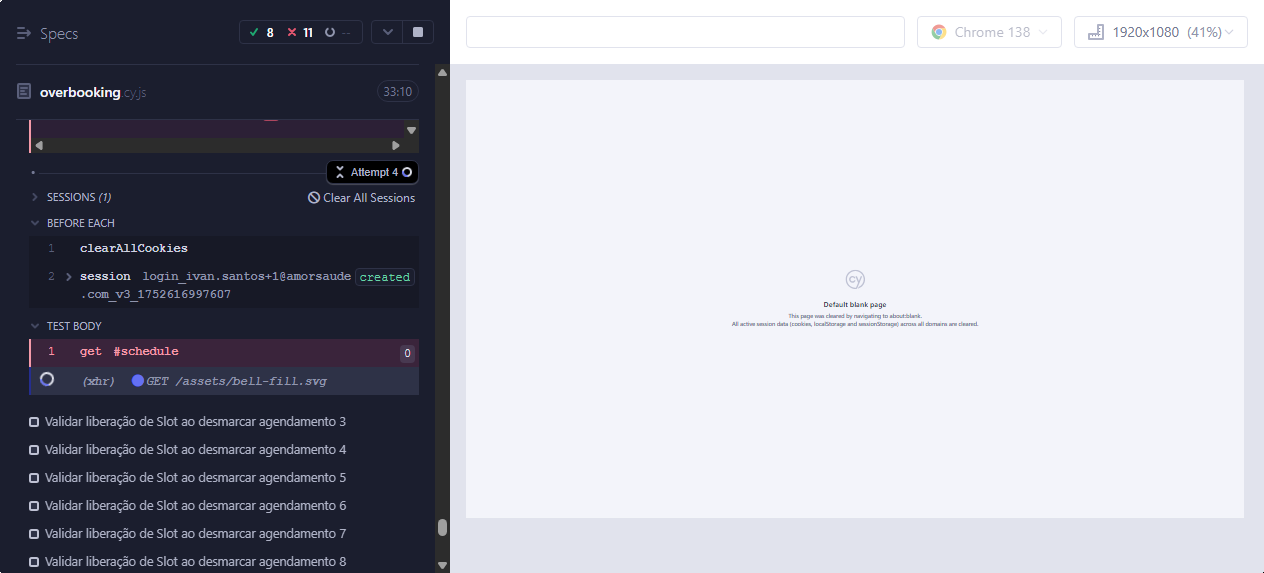 Specs
8 11 --
Chrome 138
1920x1080 (41%)
overbooking.cy.js
33:10
Attempt 4
SESSIONS (1)
Clear All Sessions
BEFORE EACH
1 clearAllCookies
2 session login_ivan.santos+1@amorsaude created
.com_v3_1752616997607
TEST BODY
1 get #schedule 0
(xhr) GET /assets/bell-fill.svg
Validar liberação de Slot ao desmarcar agendamento 3
Validar liberação de Slot ao desmarcar agendamento 4
Validar liberação de Slot ao desmarcar agendamento 5
Validar liberação de Slot ao desmarcar agendamento 6
Validar liberação de Slot ao desmarcar agendamento 7
Validar liberação de Slot ao desmarcar agendamento 8
cy
Default blank page
This page was cleared by navigating to about:blank.
All active session data (cookies, localStorage and sessionStorage) across all domains are cleared.